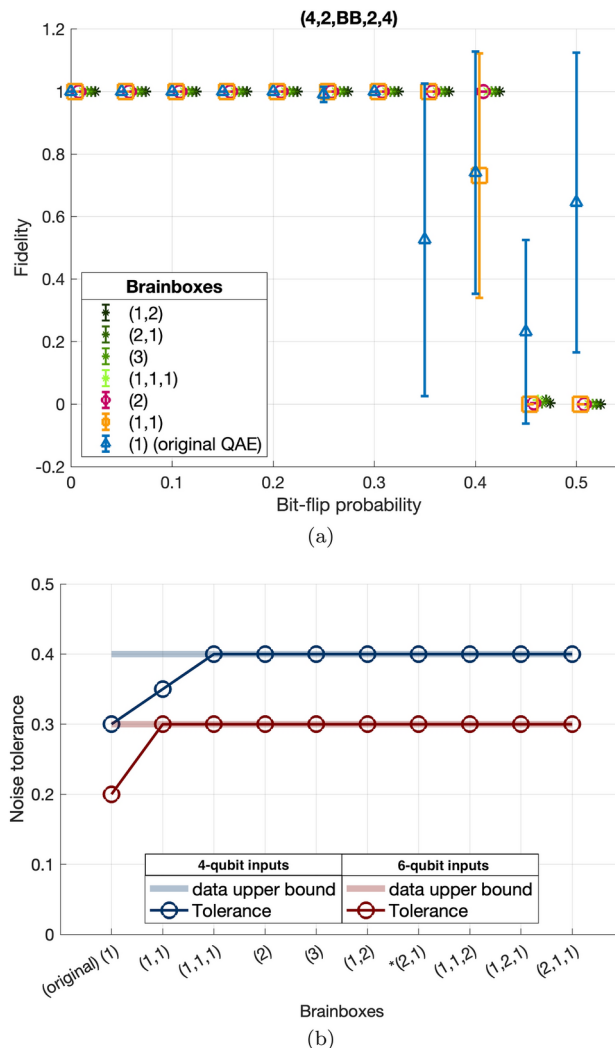 (4,2,BB,2,4)
1.2
1
0.8
0.6
0.4
0.2
0
-0.2
Fidelity
Brainboxes
(1,2)
(2,1)
(3)
(1,1,1)
(2)
(1,1)
(1) (original QAE)
0 0.1 0.2 0.3 0.4 0.5
Bit-flip probability
(a)
0.5
0.4
0.3
0.2
0.1
0
Noise tolerance
4-qubit inputs 6-qubit inputs
data upper bound data upper bound
Tolerance Tolerance
(original) (1) (1,1) (1,1,1) (2) (3) (1,2) *(2,1) (1,1,2) (1,2,1) (2,1,1)
Brainboxes
(b)